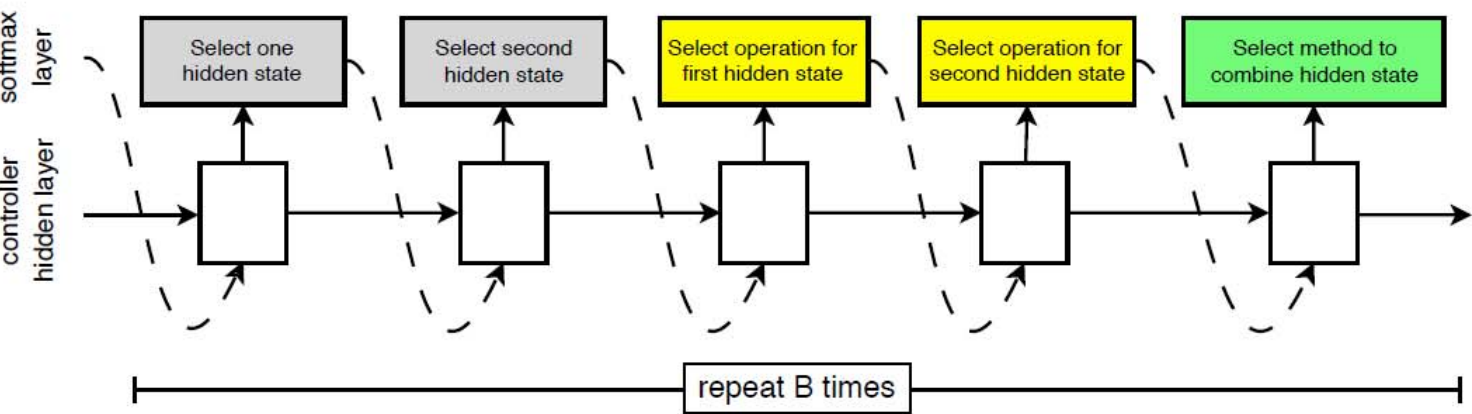 softmax
layer
Select one
hidden state
Select second
hidden state
Select operation for
first hidden state
Select operation for
second hidden state
Select method to
combine hidden state
controller
hidden layer
repeat B times